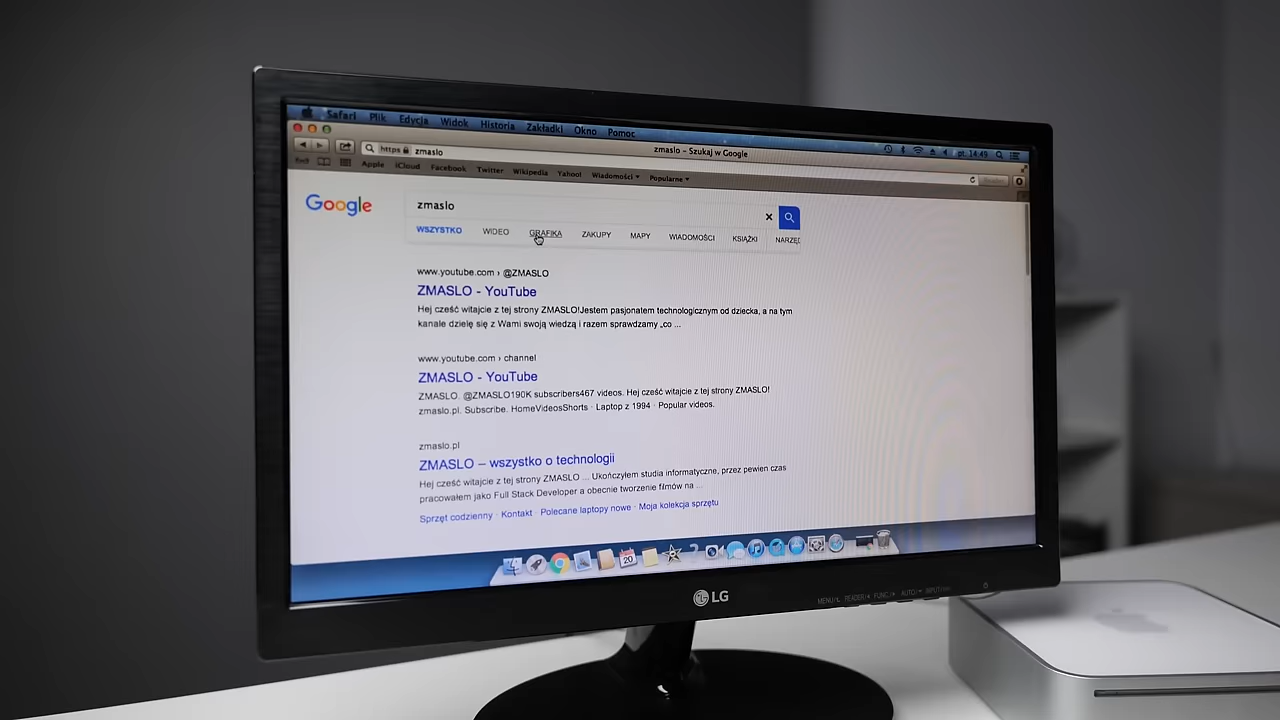 Safari Plik Edycja Widok Historia Zakładki Okno Pomoc pt. 14:49
zmaslo – Szukaj w Google
https zmaslo
Apple iCloud Facebook Twitter Wikipedia Yahoo! Wiadomości Popularne
Google
zmaslo
WSZYSTKO WIDEO GRAFIKA ZAKUPY MAPY WIADOMOŚCI KSIĄŻKI NARZĘD
www.youtube.com › @ZMASLO
ZMASLO - YouTube
Hej cześć witajcie z tej strony ZMASLO!Jestem pasjonatem technologicznym od dziecka, a na tym
kanale dzielę się z Wami swoją wiedzą i razem sprawdzamy „co ...
www.youtube.com › channel
ZMASLO - YouTube
ZMASLO. @ZMASLO190K subscribers467 videos. Hej cześć witajcie z tej strony ZMASLO!
zmaslo.pl. Subscribe. HomeVideosShorts · Laptop z 1994 · Popular videos.
zmaslo.pl
ZMASLO – wszystko o technologii
Hej cześć witajcie z tej strony ZMASLO ... Ukończyłem studia informatyczne, przez pewien czas
pracowałem jako Full Stack Developer a obecnie tworzenie filmów na ...
Sprzęt codzienny · Kontakt · Polecane laptopy nowe · Moja kolekcja sprzętu
20
LG